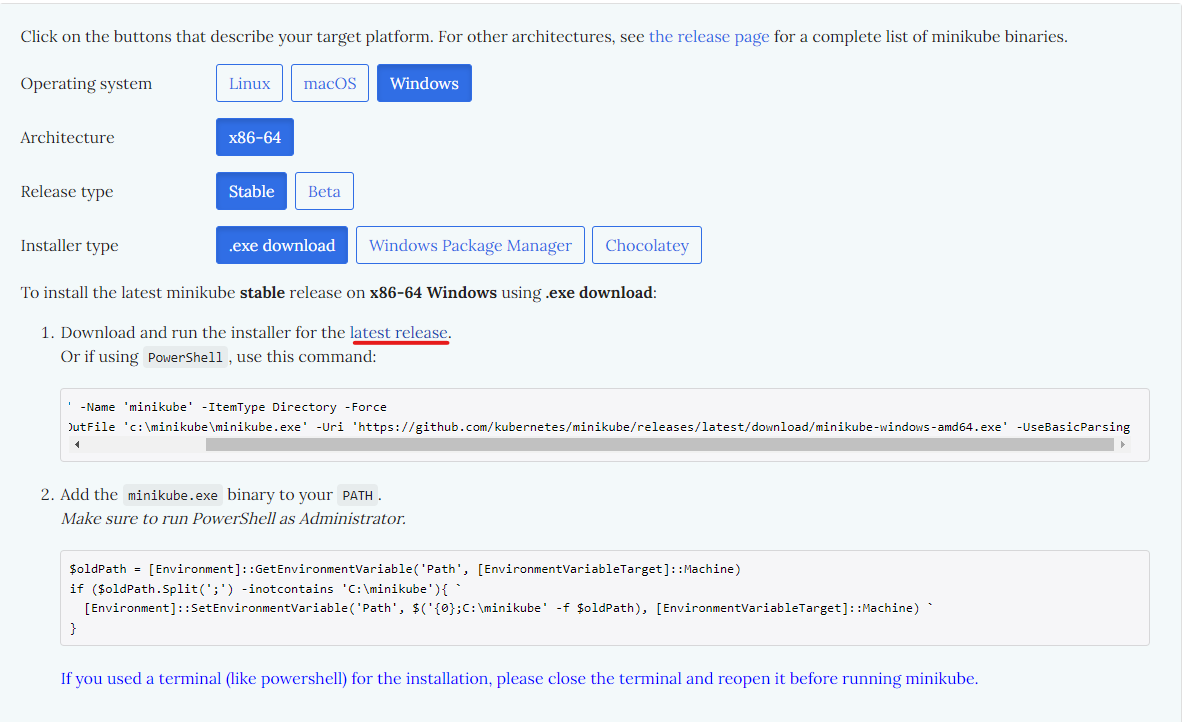 Click on the buttons that describe your target platform. For other architectures, see the release page for a complete list of minikube binaries.
Operating system Linux macOS Windows
Architecture x86-64
Release type Stable Beta
Installer type .exe download Windows Package Manager Chocolatey
To install the latest minikube stable release on x86-64 Windows using .exe download:
1. Download and run the installer for the latest release.
Or if using PowerShell, use this command:
' -Name 'minikube' -ItemType Directory -Force
OutFile 'c:\minikube\minikube.exe' -Uri 'https://github.com/kubernetes/minikube/releases/latest/download/minikube-windows-amd64.exe' -UseBasicParsing
2. Add the minikube.exe binary to your PATH.
Make sure to run PowerShell as Administrator.
$oldPath = [Environment]::GetEnvironmentVariable('Path', [EnvironmentVariableTarget]::Machine)
if ($oldPath.Split(';') -inotcontains 'C:\minikube'){ `
  [Environment]::SetEnvironmentVariable('Path', $('{0};C:\minikube' -f $oldPath), [EnvironmentVariableTarget]::Machine) `
}
If you used a terminal (like powershell) for the installation, please close the terminal and reopen it before running minikube.